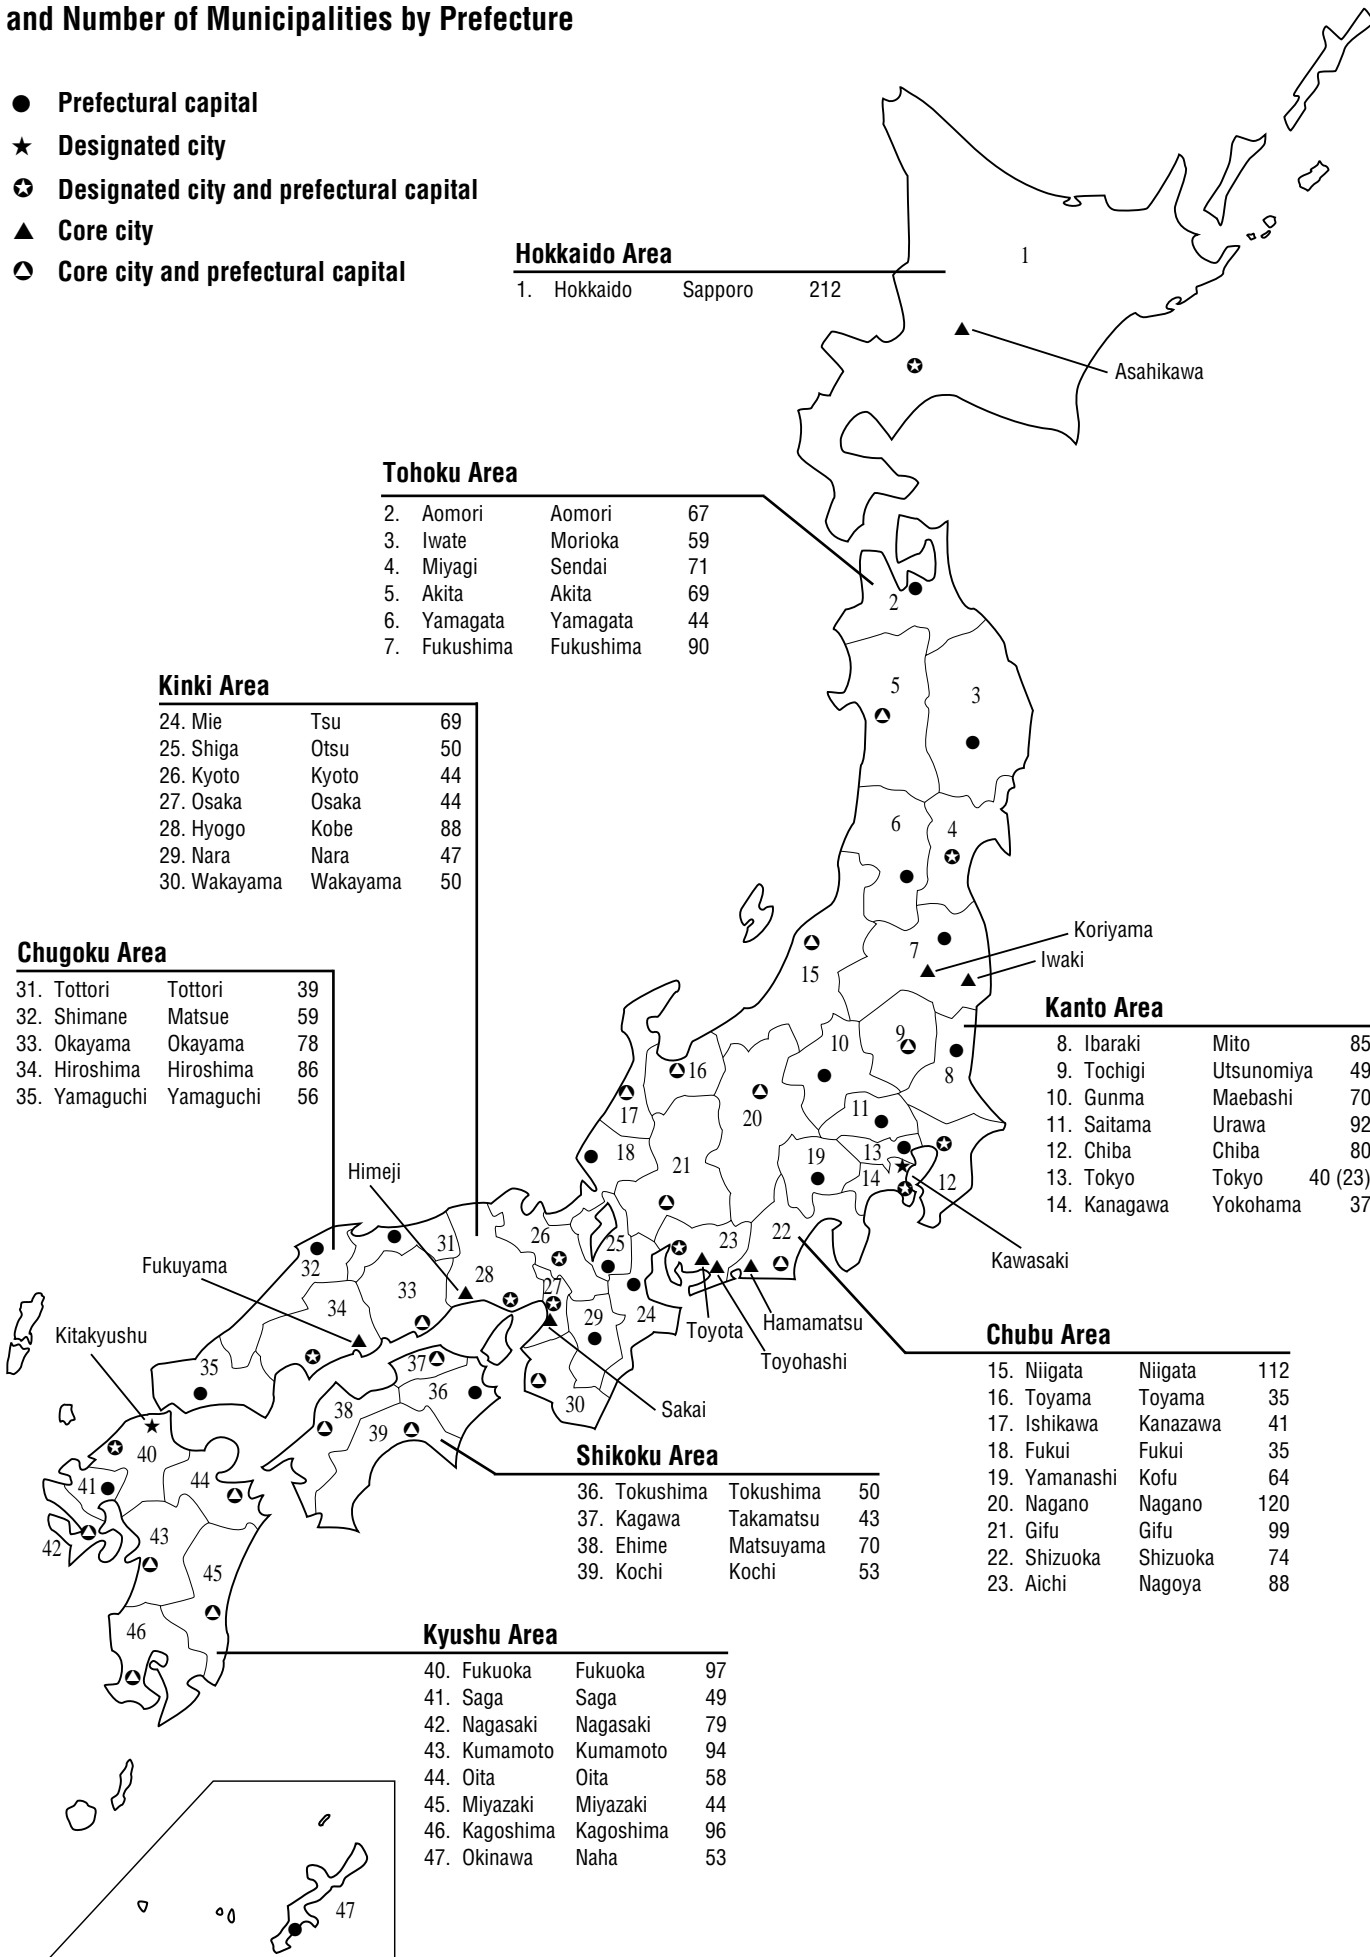 and Number of Municipalities by Prefecture
Prefectural capital
Designated city
Designated city and prefectural capital
Core city
Core city and prefectural capital
Hokkaido Area
1. Hokkaido Sapporo 212
1
Asahikawa
Tohoku Area
2. Aomori Aomori 67
3. Iwate Morioka 59
4. Miyagi Sendai 71
5. Akita Akita 69
6. Yamagata Yamagata 44
7. Fukushima Fukushima 90
2
5
3
6
4
Kinki Area
24. Mie Tsu 69
25. Shiga Otsu 50
26. Kyoto Kyoto 44
27. Osaka Osaka 44
28. Hyogo Kobe 88
29. Nara Nara 47
30. Wakayama Wakayama 50
Koriyama
7
Iwaki
15
Chugoku Area
31. Tottori Tottori 39
32. Shimane Matsue 59
33. Okayama Okayama 78
34. Hiroshima Hiroshima 86
35. Yamaguchi Yamaguchi 56
Kanto Area
8. Ibaraki Mito 85
9. Tochigi Utsunomiya 49
10. Gunma Maebashi 70
11. Saitama Urawa 92
12. Chiba Chiba 80
13. Tokyo Tokyo 40 (23)
14. Kanagawa Yokohama 37
9
10
16
8
17
20
11
18
21
19
13
14
12
Himeji
Kawasaki
26
31
25
23
22
32
Fukuyama
28
33
27
34
29
24
Toyota
Hamamatsu
Toyohashi
Kitakyushu
35
37
36
38
39
30
Sakai
Chubu Area
15. Niigata Niigata 112
16. Toyama Toyama 35
17. Ishikawa Kanazawa 41
18. Fukui Fukui 35
19. Yamanashi Kofu 64
20. Nagano Nagano 120
21. Gifu Gifu 99
22. Shizuoka Shizuoka 74
23. Aichi Nagoya 88
Shikoku Area
36. Tokushima Tokushima 50
37. Kagawa Takamatsu 43
38. Ehime Matsuyama 70
39. Kochi Kochi 53
40
41
44
42
43
45
46
Kyushu Area
40. Fukuoka Fukuoka 97
41. Saga Saga 49
42. Nagasaki Nagasaki 79
43. Kumamoto Kumamoto 94
44. Oita Oita 58
45. Miyazaki Miyazaki 44
46. Kagoshima Kagoshima 96
47. Okinawa Naha 53
47